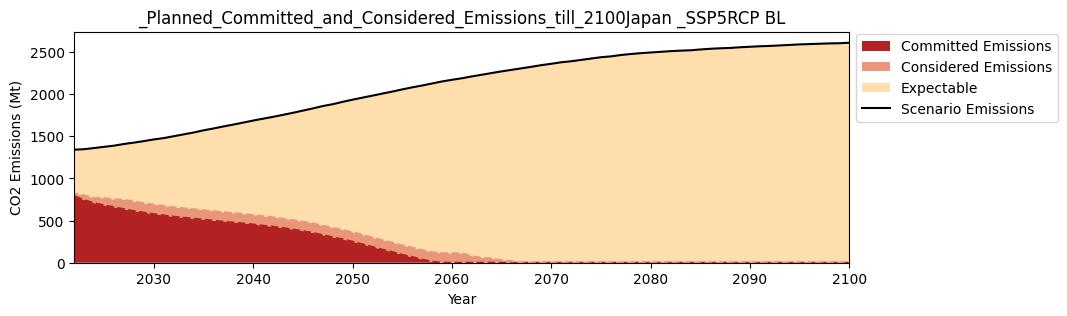 _Planned_Committed_and_Considered_Emissions_till_2100Japan _SSP5RCP BL
CO2 Emissions (Mt)
2500
2000
1500
1000
500
0
2030 2040 2050 2060 2070 2080 2090 2100
Year
Committed Emissions
Considered Emissions
Expectable
Scenario Emissions